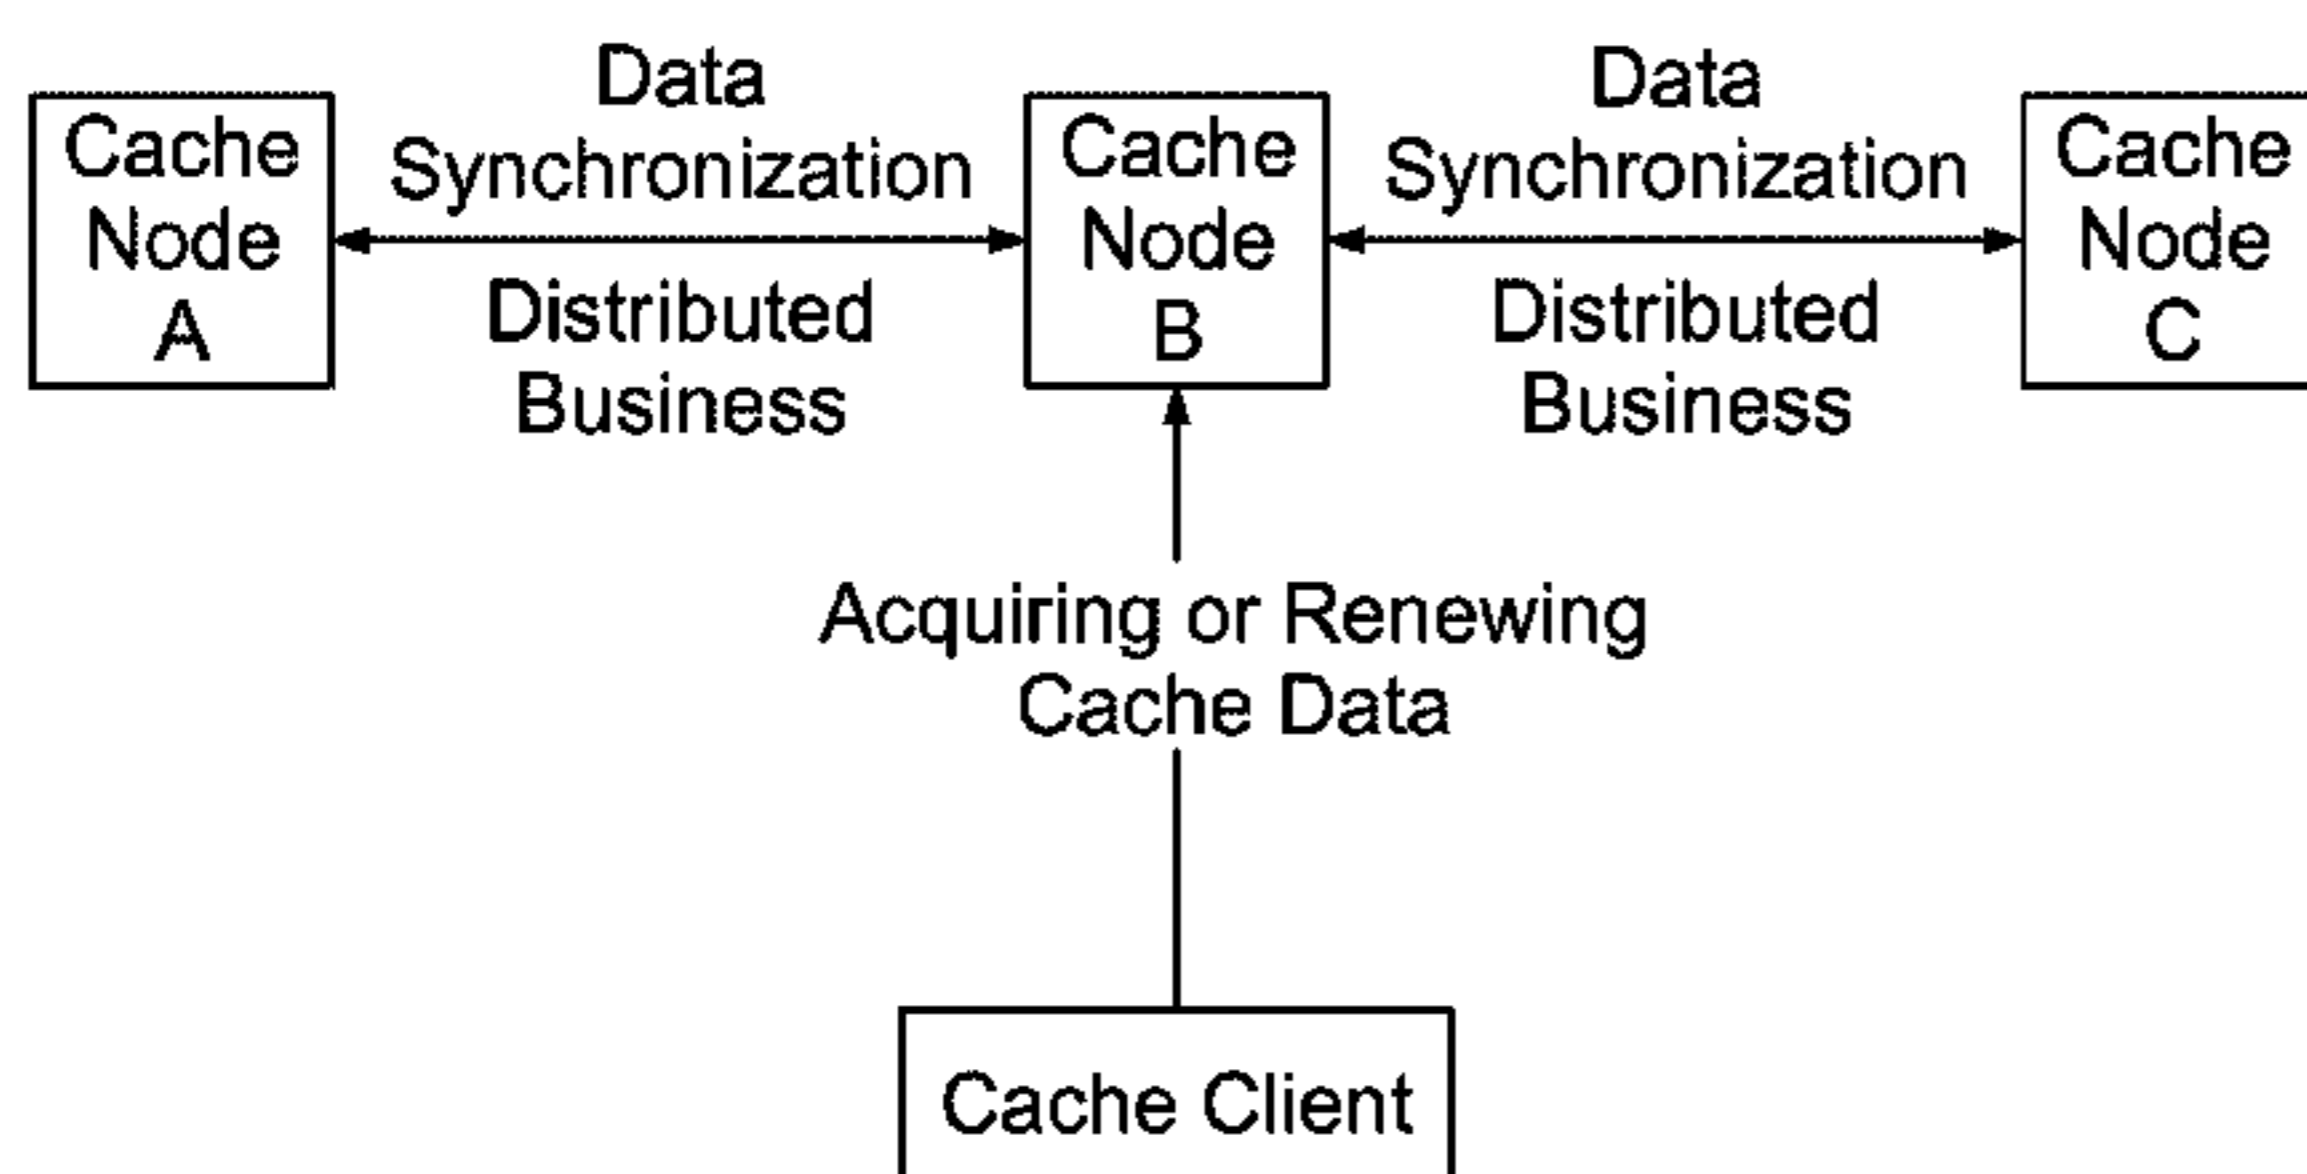 Cache
Node
A
Data
Synchronization
Distributed
Business
Cache
Node
B
Data
Synchronization
Distributed
Business
Cache
Node
C
Acquiring or Renewing
Cache Data
Cache Client